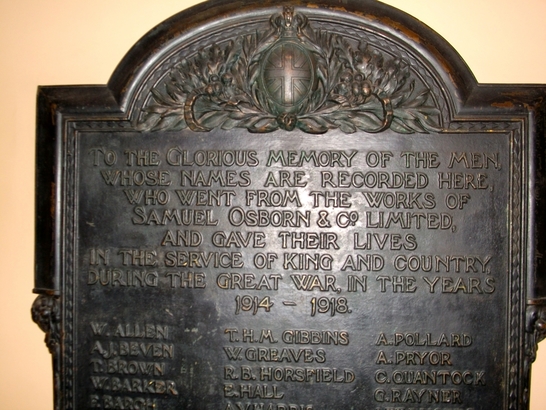 TO THE GLORIOUS MEMORY OF THE MEN,
WHOSE NAMES ARE RECORDED HERE,
WHO WENT FROM THE WORKS OF
SAMUEL OSBORN & CO. LIMITED,
AND GAVE THEIR LIVES
IN THE SERVICE OF KING AND COUNTRY,
DURING THE GREAT WAR, IN THE YEARS
1914 - 1918.
W. ALLEN T.H.M. GIBBINS A. POLLARD
A.J. BEVEN W. GREAVES A. PRYOR
BROWN R.B. HORSFIELD C. QUANTOCK
W. BARKER E. HALL G. RAYNER